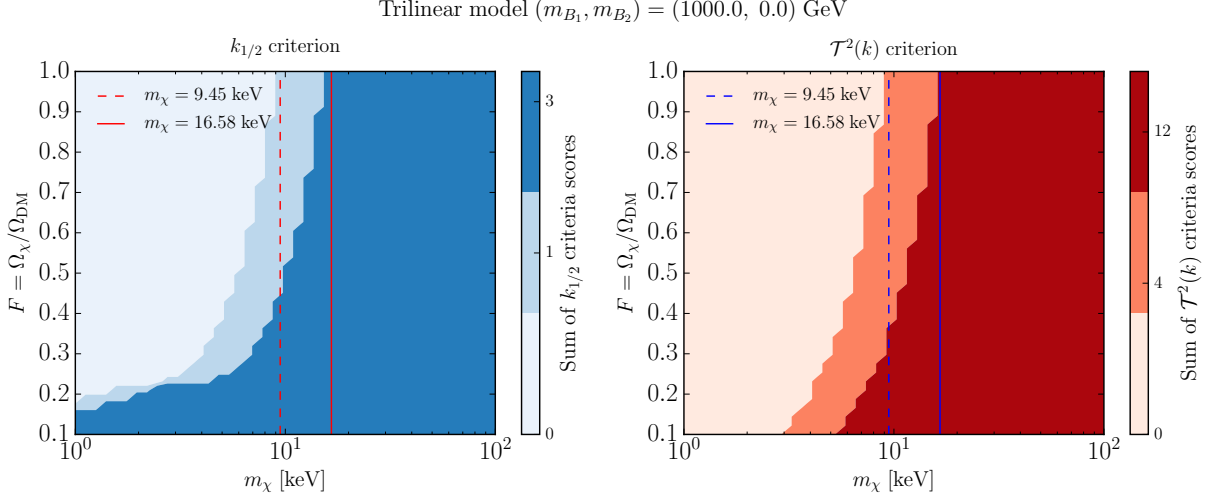 Trilinear model (m_{B_1}, m_{B_2}) = (1000.0, 0.0) GeV
k_{1/2} criterion
1.0
0.9
0.8
0.7
0.6
0.5
0.4
0.3
0.2
0.1
F = Ω_χ/Ω_DM
m_χ = 9.45 keV
m_χ = 16.58 keV
10^0
10^1
10^2
m_χ [keV]
3
1
0
Sum of k_{1/2} criteria scores
𝒯^2(k) criterion
1.0
0.9
0.8
0.7
0.6
0.5
0.4
0.3
0.2
0.1
F = Ω_χ/Ω_DM
m_χ = 9.45 keV
m_χ = 16.58 keV
10^0
10^1
10^2
m_χ [keV]
12
4
0
Sum of 𝒯^2(k) criteria scores